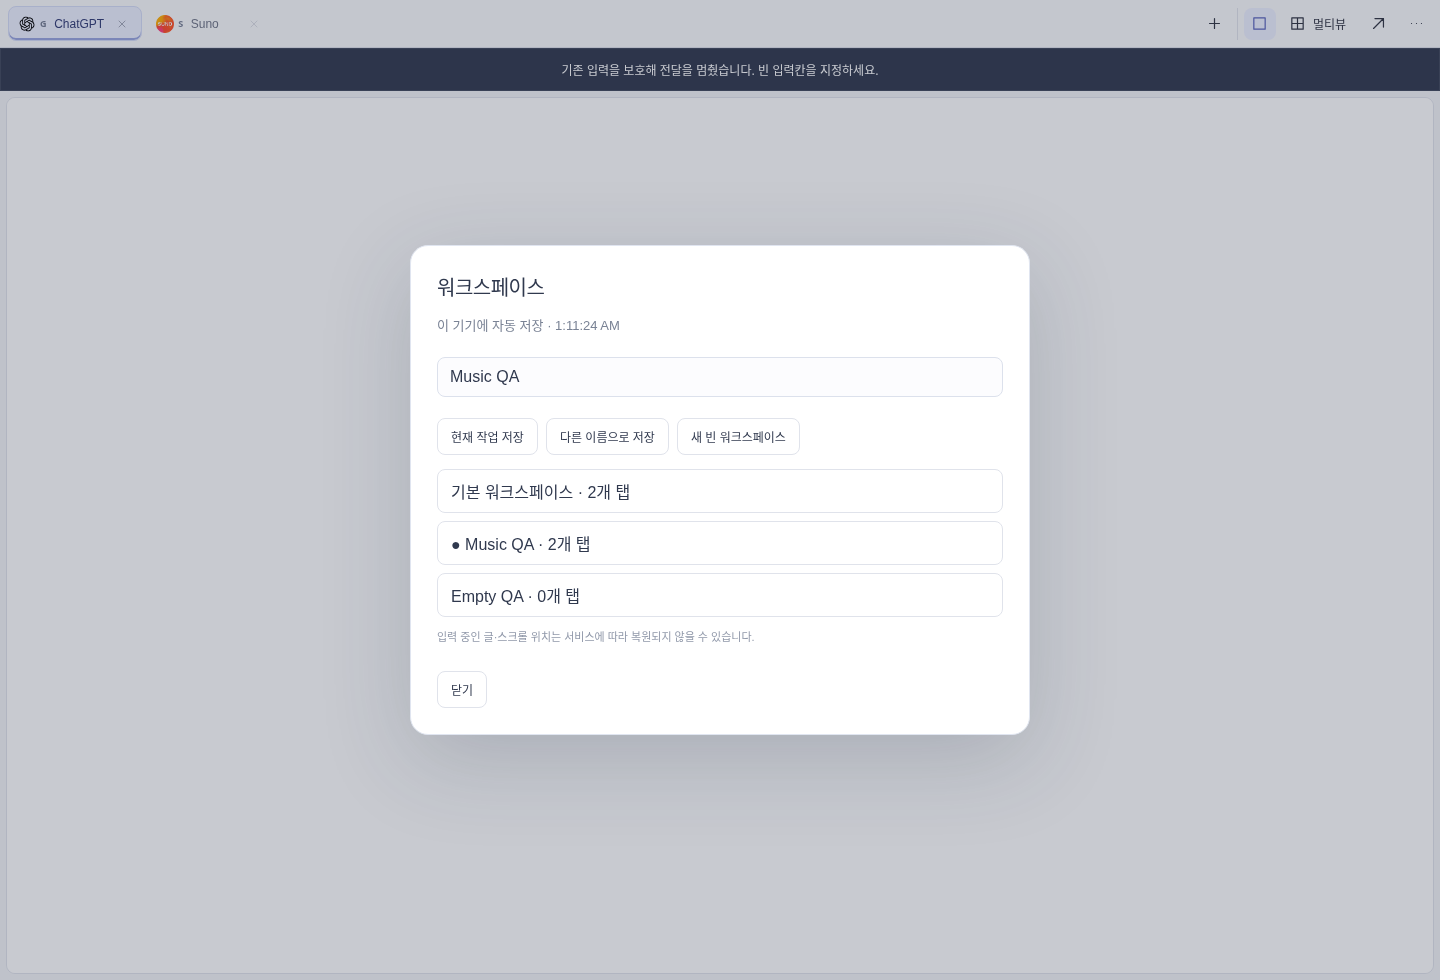 G ChatGPT
SUNO S Suno
멀티뷰
기존 입력을 보호해 전달을 멈췄습니다. 빈 입력칸을 지정하세요.
워크스페이스
이 기기에 자동 저장 · 1:11:24 AM
Music QA
현재 작업 저장 다른 이름으로 저장 새 빈 워크스페이스
기본 워크스페이스 · 2개 탭
● Music QA · 2개 탭
Empty QA · 0개 탭
입력 중인 글·스크롤 위치는 서비스에 따라 복원되지 않을 수 있습니다.
닫기